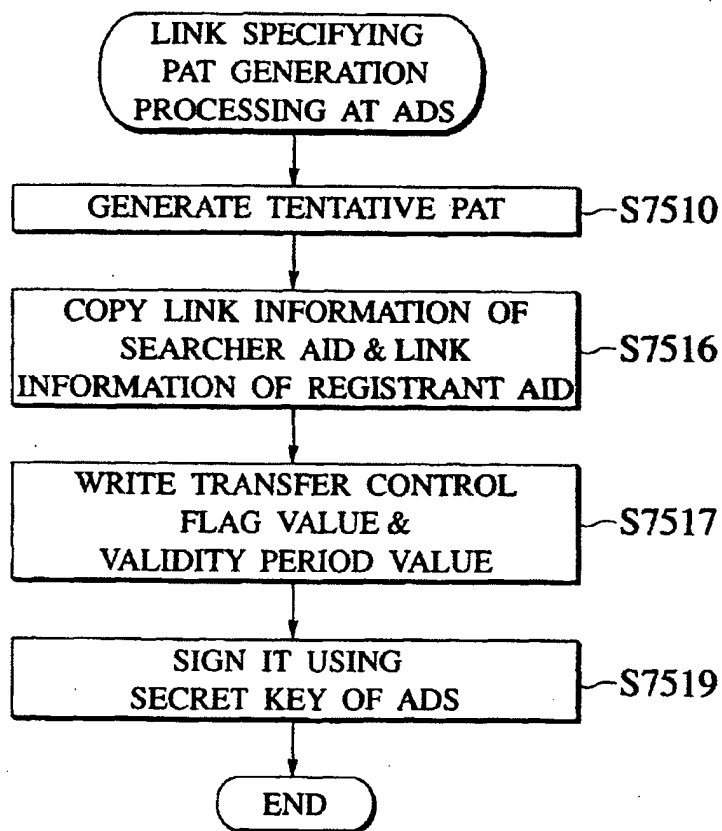 LINK SPECIFYING
PAT GENERATION
PROCESSING AT ADS
GENERATE TENTATIVE PAT
S7510
COPY LINK INFORMATION OF
SEARCHER AID & LINK
INFORMATION OF REGISTRANT AID
S7516
WRITE TRANSFER CONTROL
FLAG VALUE &
VALIDITY PERIOD VALUE
S7517
SIGN IT USING
SECRET KEY OF ADS
S7519
END